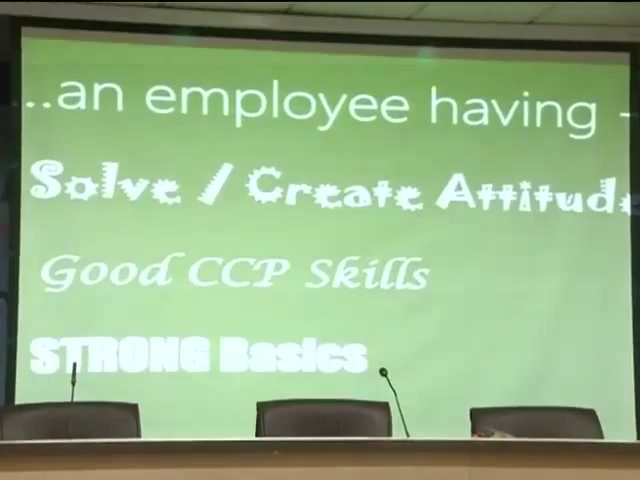 ..an employee having -
Solve / Create Attitude
Good CCP Skills
STRONG Basics